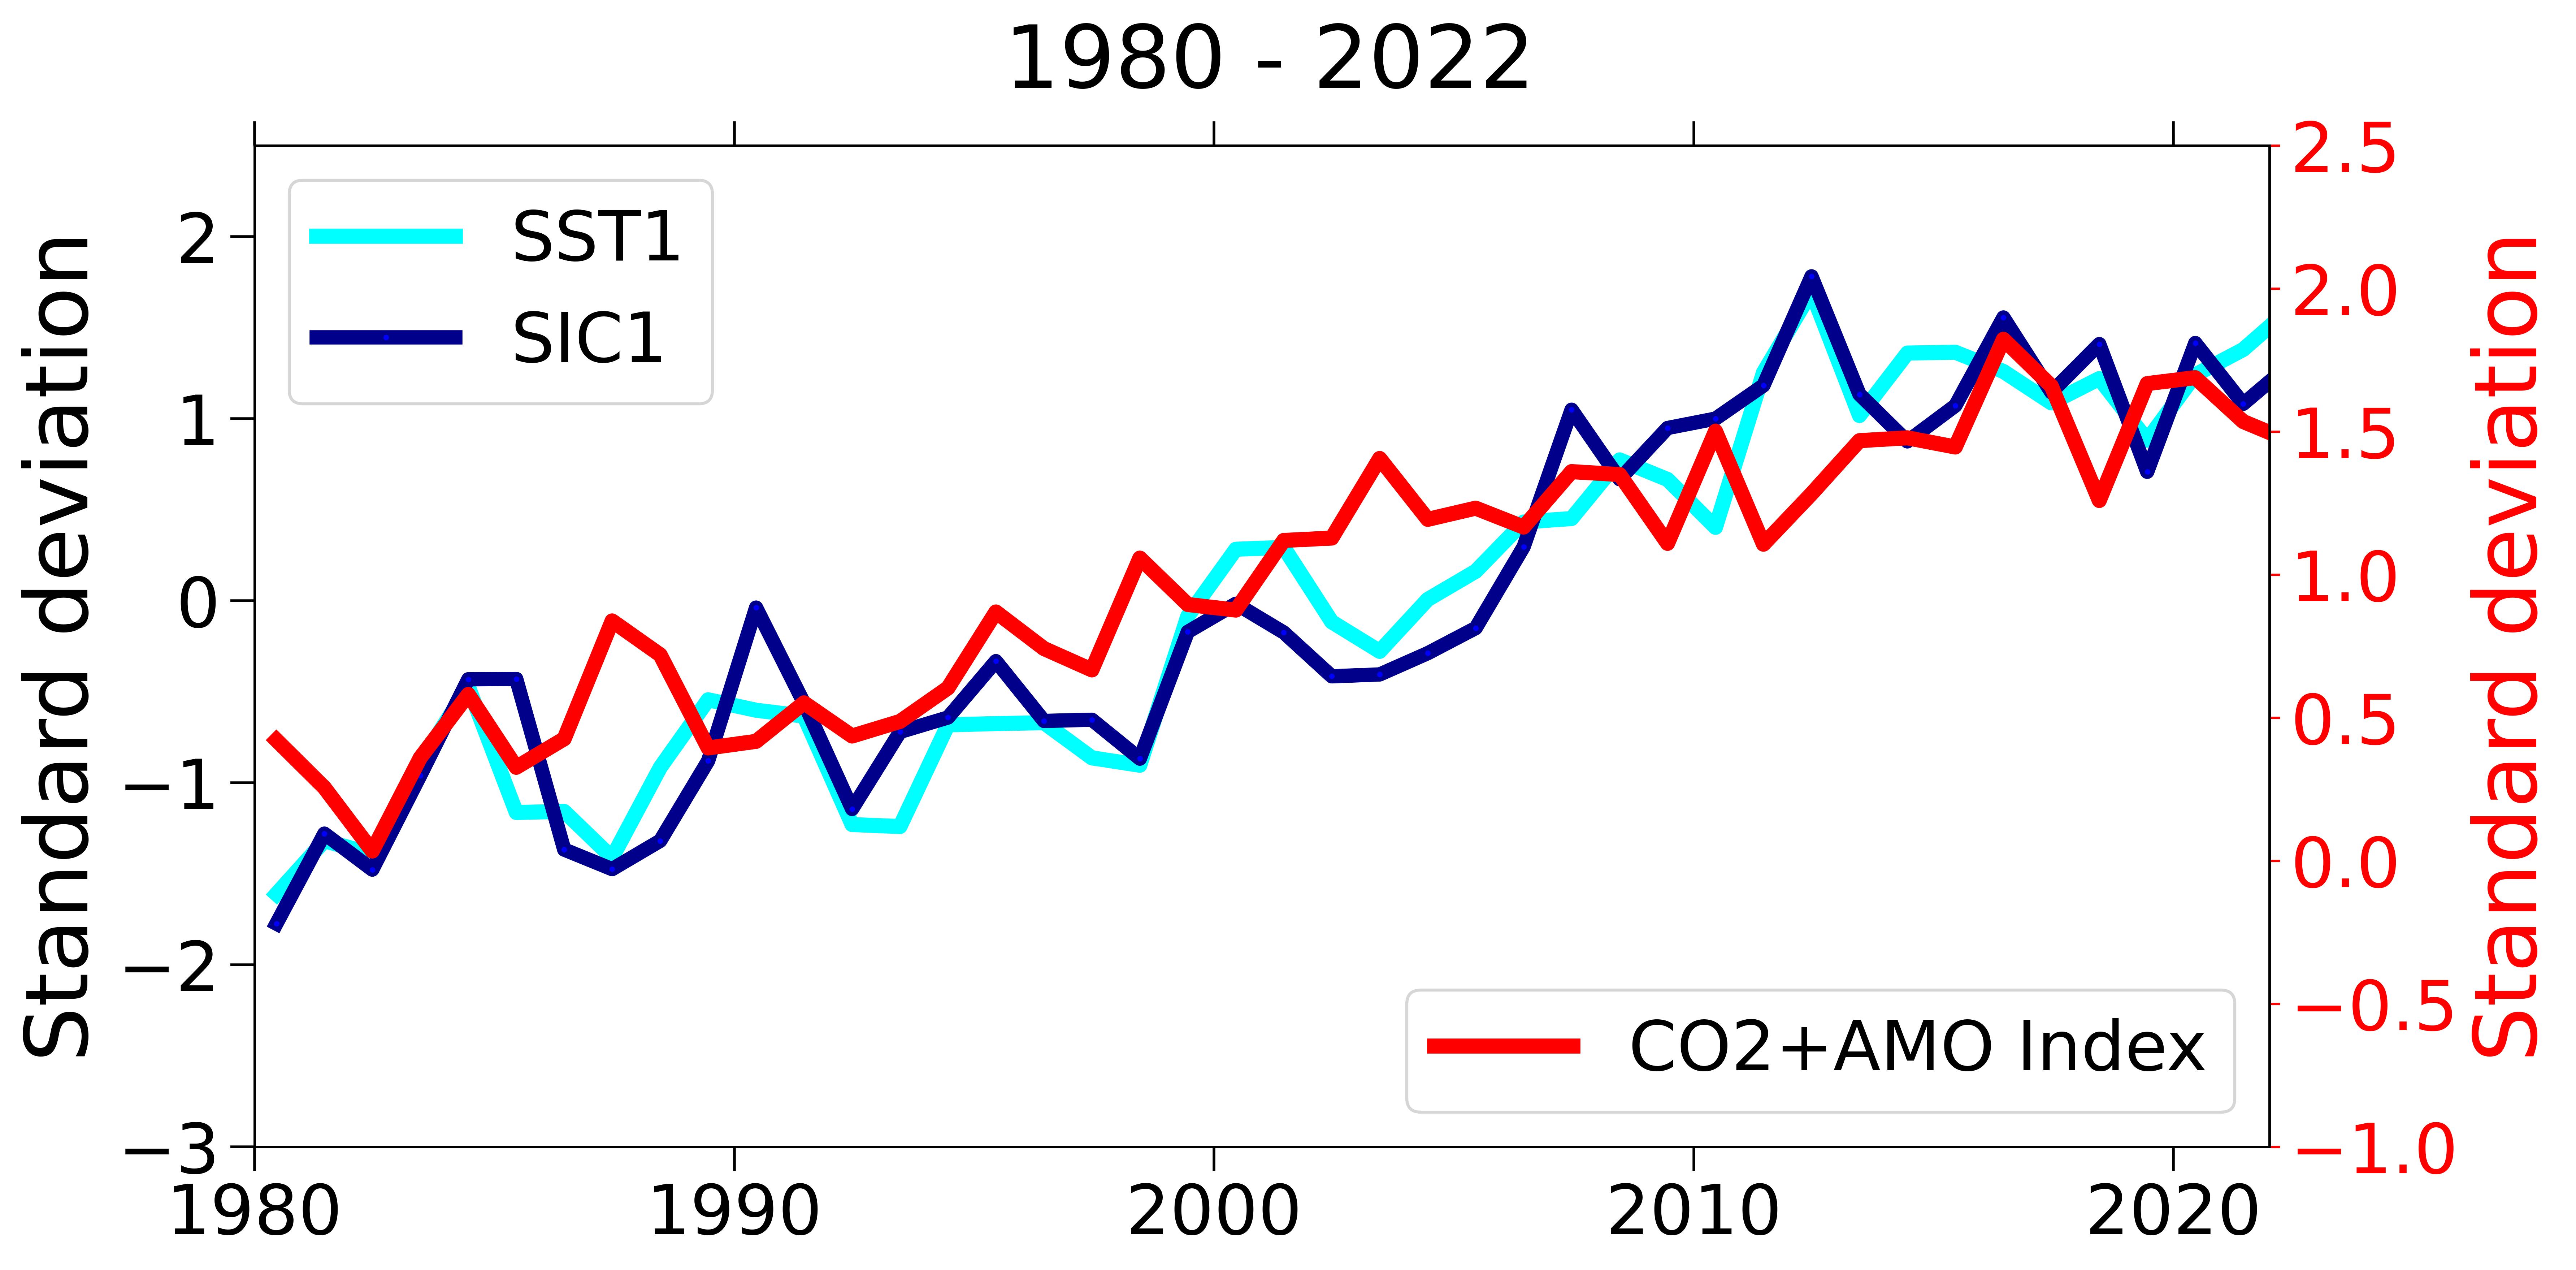 1980 - 2022
Standard deviation
2
1
0
−1
−2
−3
SST1
SIC1
CO2+AMO Index
2.5
2.0
1.5
1.0
0.5
0.0
−0.5
−1.0
Standard deviation
1980 1990 2000 2010 2020